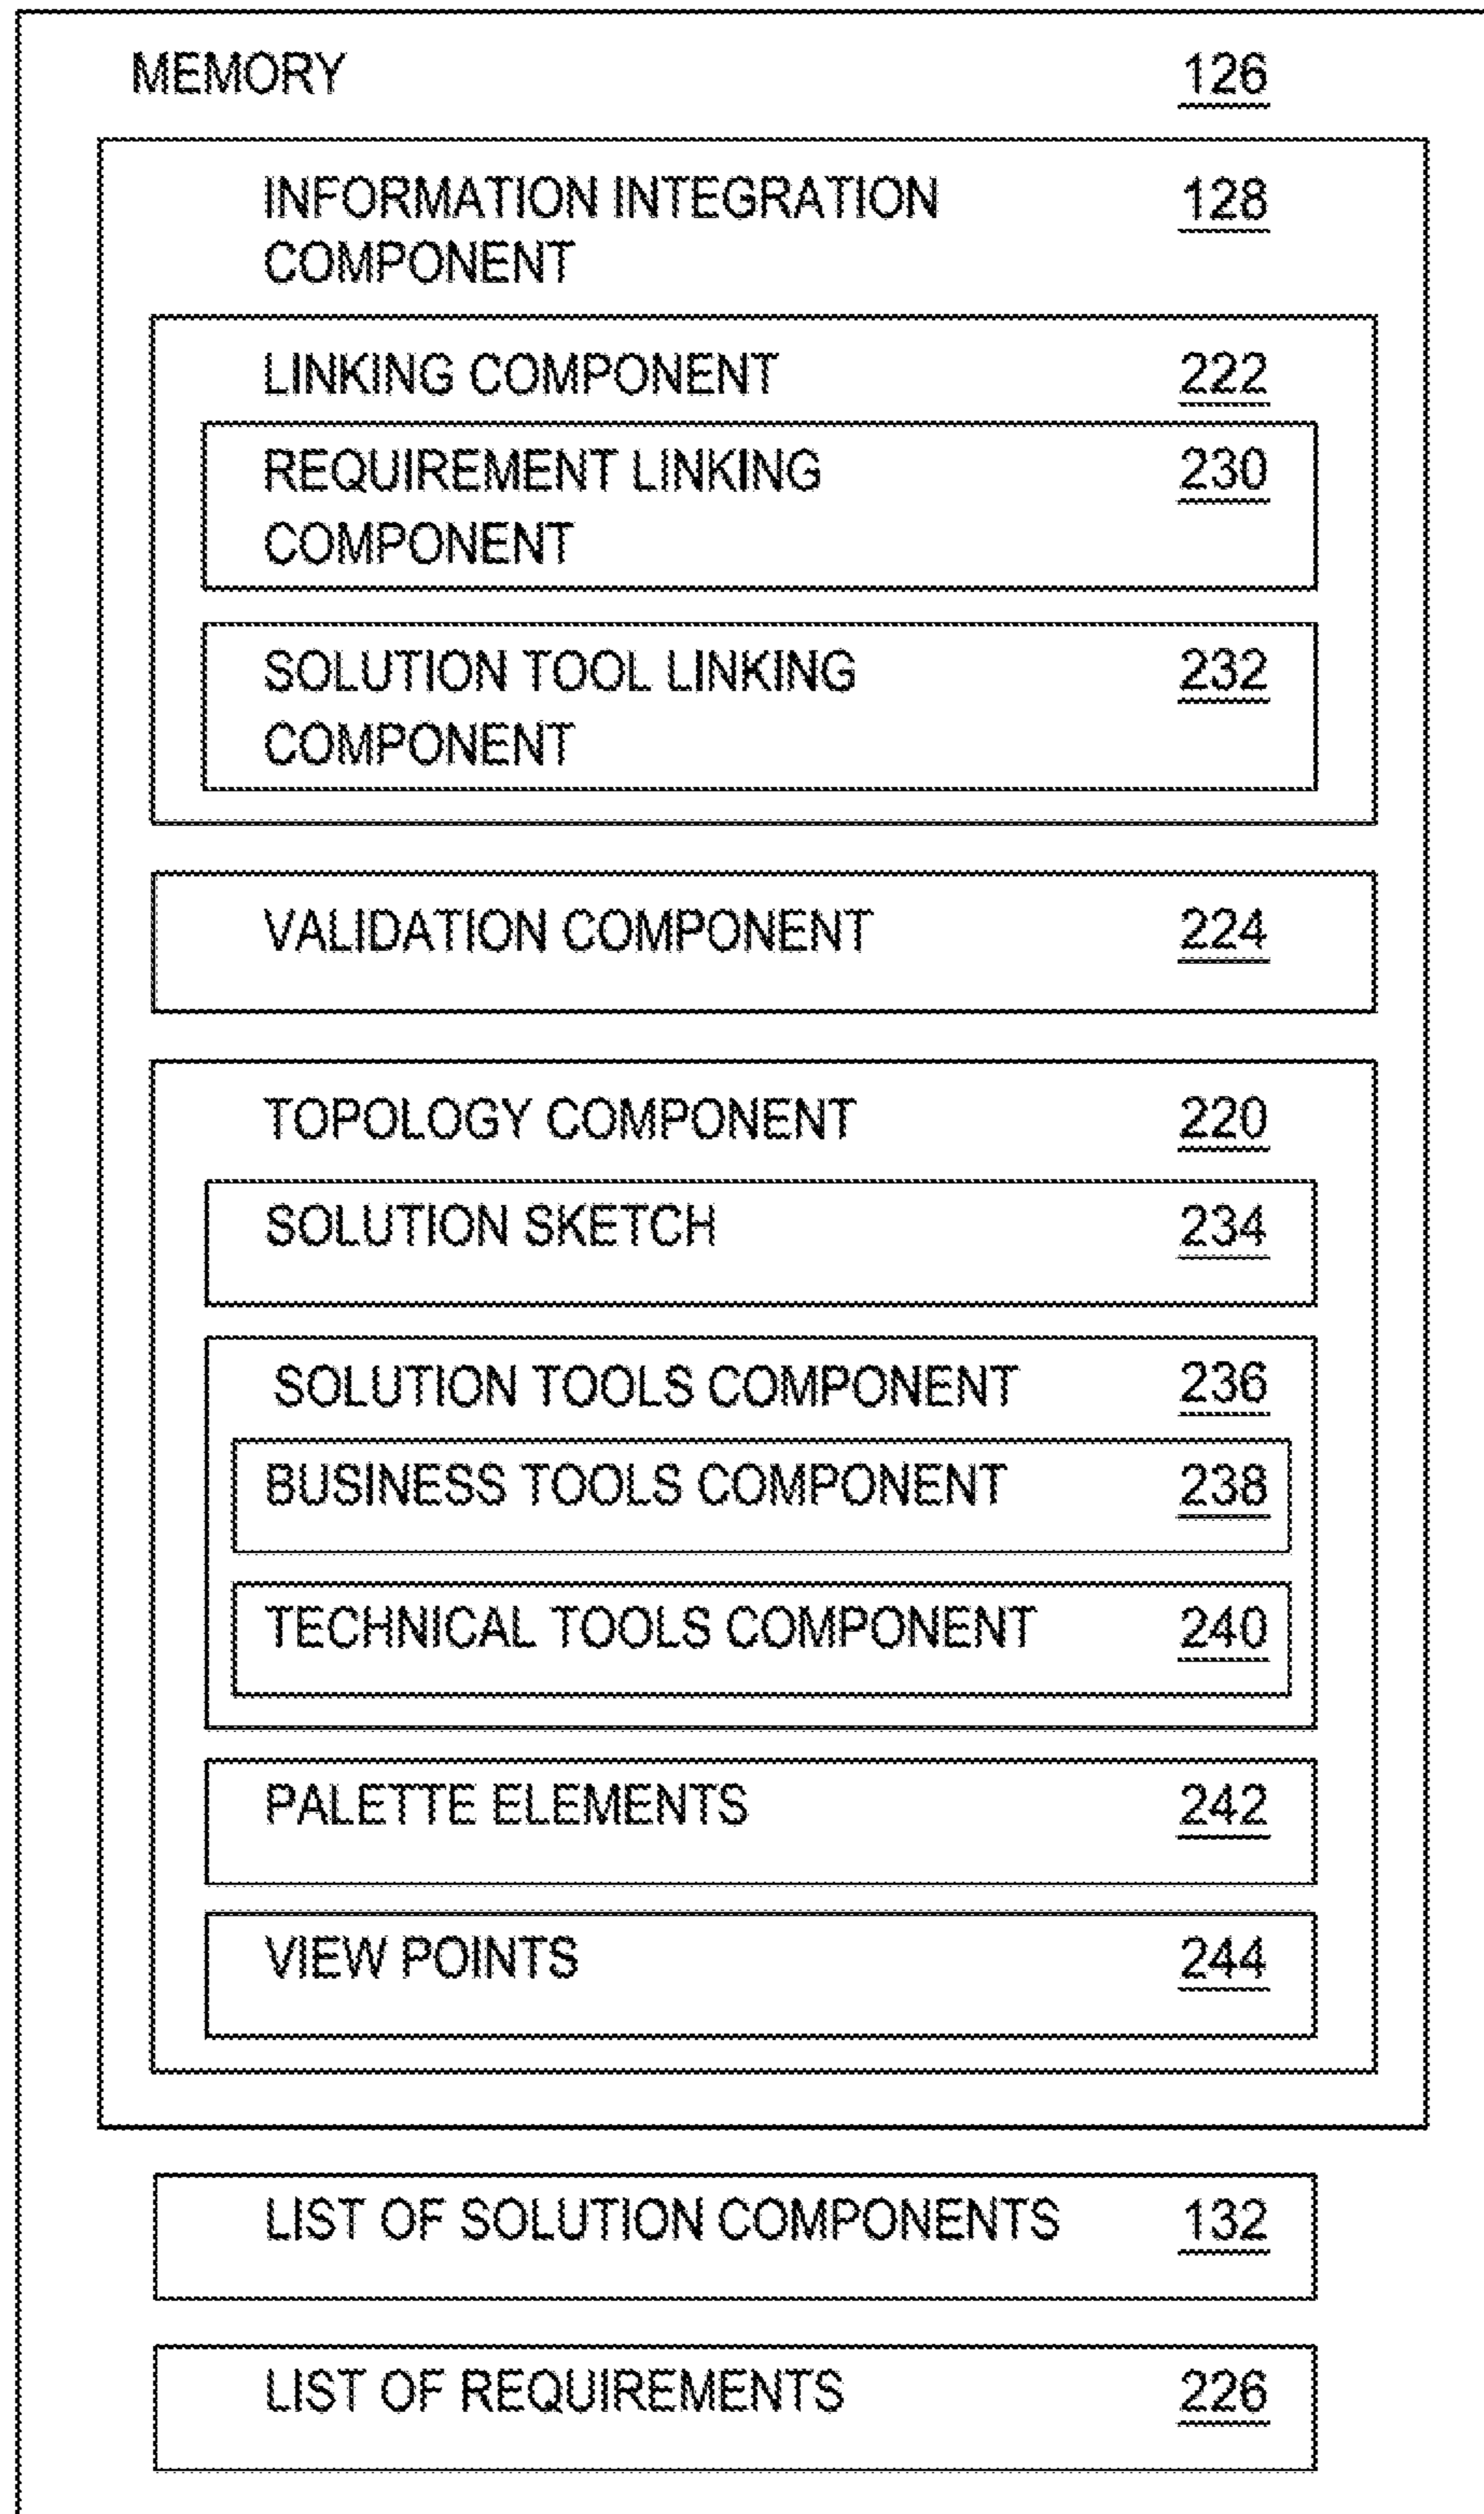 MEMORY 126
INFORMATION INTEGRATION 128
COMPONENT
LINKING COMPONENT 222
REQUIREMENT LINKING 230
COMPONENT
SOLUTION TOOL LINKING 232
COMPONENT
VALIDATION COMPONENT 224
TOPOLOGY COMPONENT 220
SOLUTION SKETCH 234
SOLUTION TOOLS COMPONENT 236
BUSINESS TOOLS COMPONENT 238
TECHNICAL TOOLS COMPONENT 240
PALETTE ELEMENTS 242
VIEW POINTS 244
LIST OF SOLUTION COMPONENTS 132
LIST OF REQUIREMENTS 226